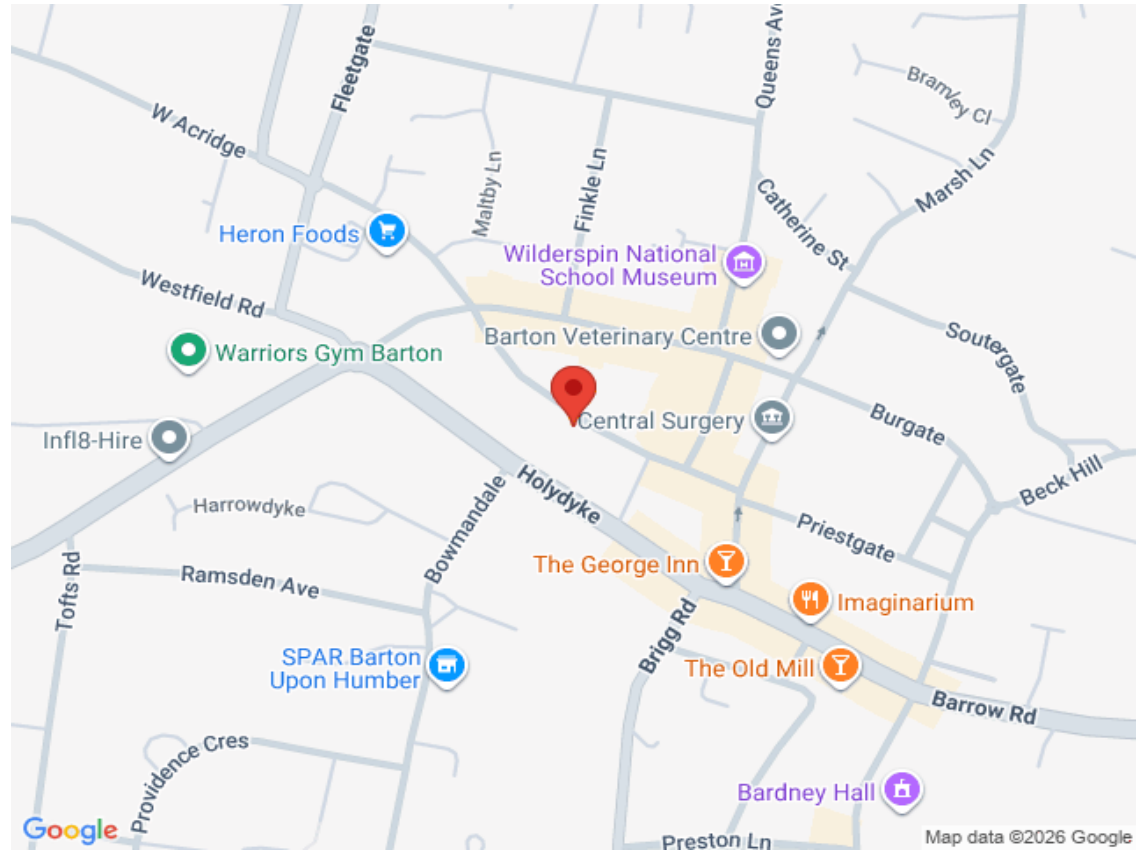 Queens Av
Bramley Cl
Fleetgate
W Acridge
Maltby Ln
Finkle Ln
Marsh Ln
Catherine St
Heron Foods
Wilderspin National
School Museum
Westfield Rd
Barton Veterinary Centre
Soutergate
Warriors Gym Barton
Central Surgery
Burgate
Infl8-Hire
Beck Hill
Holydyke
Harrowdyke
Priestgate
Bowmandale
The George Inn
Ramsden Ave
Tofts Rd
Imaginarium
Brigg Rd
SPAR Barton
Upon Humber
The Old Mill
Barrow Rd
Providence Cres
Bardney Hall
Google
Preston Ln
Map data ©2026 Google